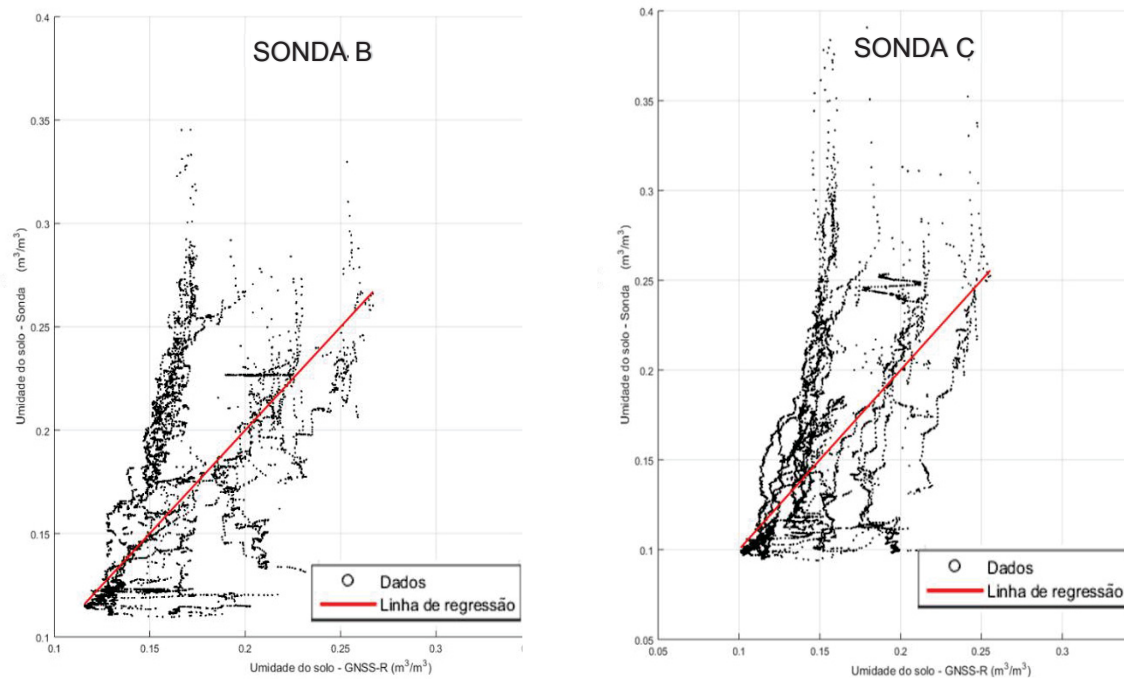 SONDA B
0.4
0.35
0.3
0.25
0.2
0.15
0.1
Umidade do solo - Sonda (m³/m³)
0.1
0.15
0.2
0.25
0.3
Umidade do solo - GNSS-R (m³/m³)
Dados
Linha de regressão
SONDA C
0.4
0.35
0.3
0.25
0.2
0.15
0.1
0.05
Umidade do solo - Sonda (m³/m³)
0.05
0.1
0.15
0.2
0.25
0.3
Umidade do solo - GNSS-R (m³/m³)
Dados
Linha de regressão